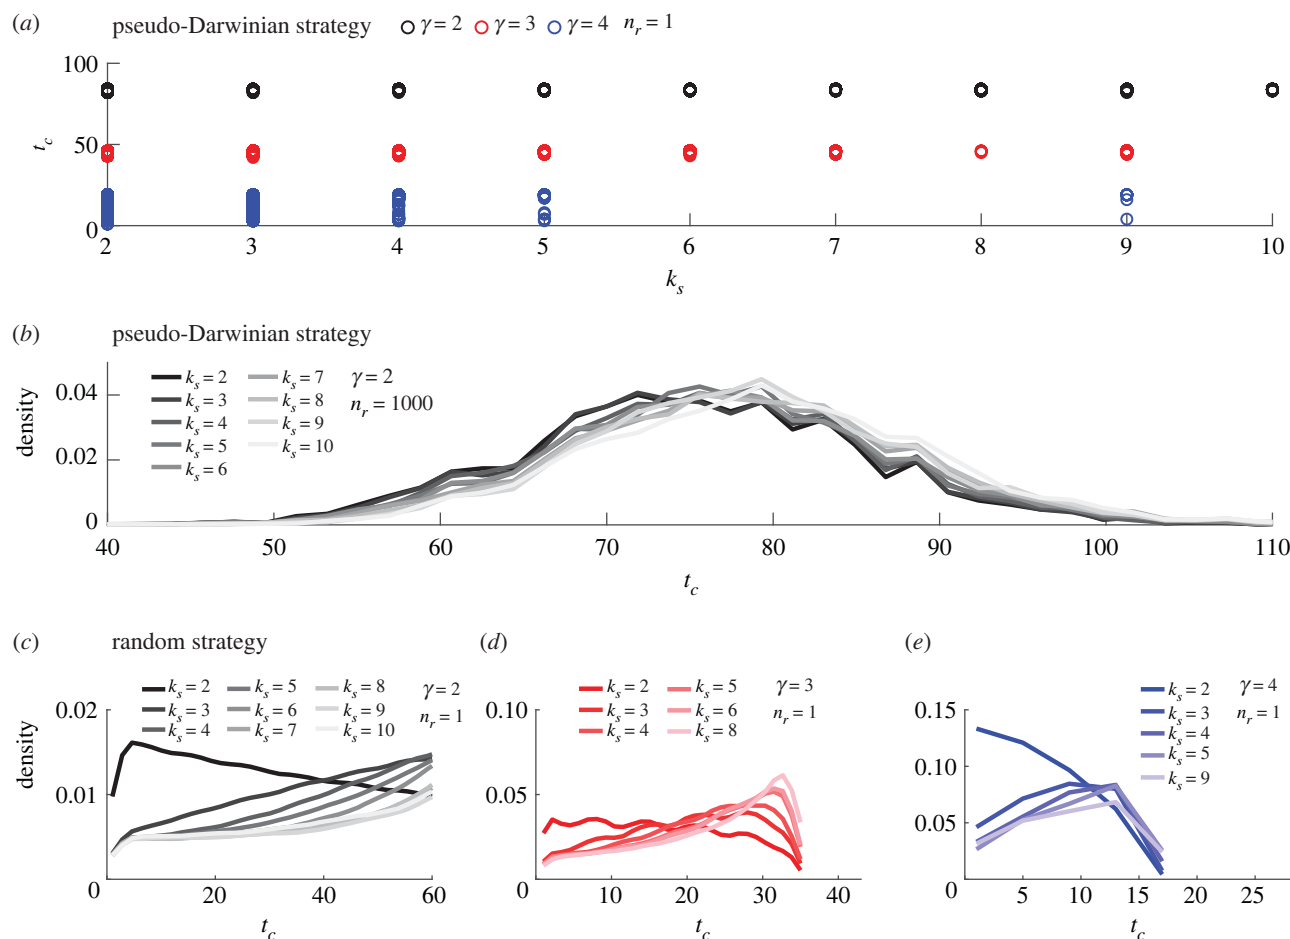 (a) pseudo-Darwinian strategy γ = 2 γ = 3 γ = 4 n_r = 1
100
50
0
t_c
2 3 4 5 6 7 8 9 10
k_s
(b) pseudo-Darwinian strategy
k_s = 2 k_s = 7 γ = 2
k_s = 3 k_s = 8 n_r = 1000
k_s = 4 k_s = 9
k_s = 5 k_s = 10
k_s = 6
0.04
0.02
0
density
40 50 60 70 80 90 100 110
t_c
(c) random strategy
k_s = 2 k_s = 5 k_s = 8 γ = 2
k_s = 3 k_s = 6 k_s = 9 n_r = 1
k_s = 4 k_s = 7 k_s = 10
0.02
0.01
0
density
0 20 40 60
t_c
(d)
k_s = 2 k_s = 5 γ = 3
k_s = 3 k_s = 6 n_r = 1
k_s = 4 k_s = 8
0.10
0.05
0
10 20 30 40
t_c
(e)
k_s = 2 γ = 4
k_s = 3 n_r = 1
k_s = 4
k_s = 5
k_s = 9
0.15
0.10
0.05
0
5 10 15 20 25
t_c